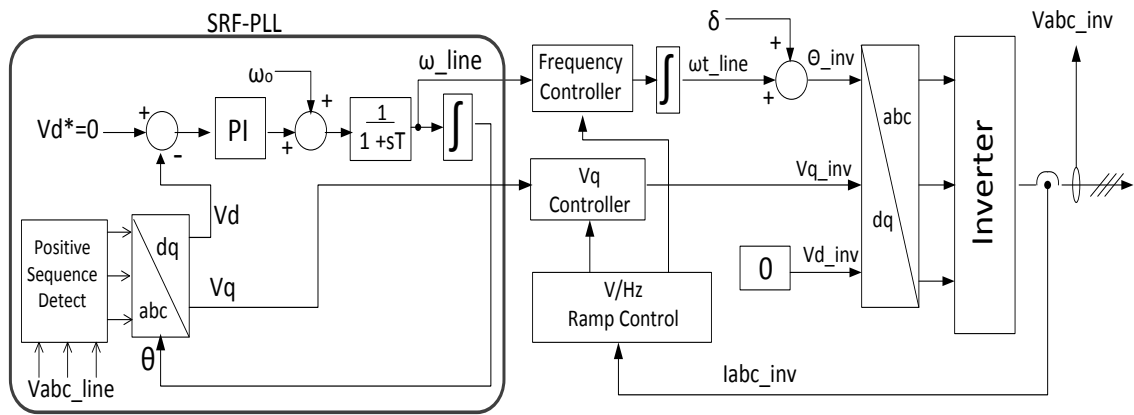 SRF-PLL
Vd*=0
+
-
PI
ωₒ
+
+
1
1 +sT
ω_line
∫
Vd
Positive
Sequence
Detect
dq
abc
Vq
θ
Vabc_line
Frequency
Controller
∫
ωt_line
δ
+
+
Θ_inv
Vq
Controller
Vq_inv
0
Vd_inv
V/Hz
Ramp Control
abc
dq
Inverter
Vabc_inv
Iabc_inv